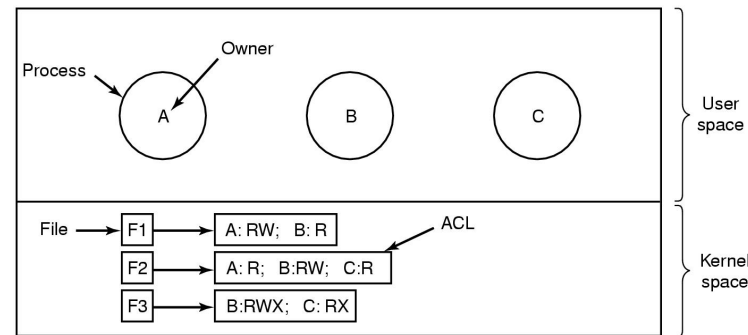 Owner
Process
A
B
C
User
space
File
F1
A: RW; B: R
ACL
F2
A: R; B:RW; C:R
F3
B:RWX; C: RX
Kernel
space